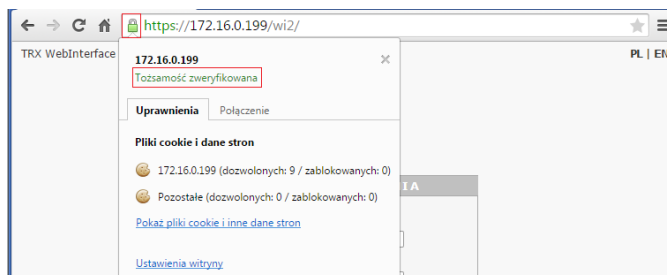 https://172.16.0.199/wi2/
TRX WebInterface
PL | EN
172.16.0.199
Tożsamość zweryfikowana
Uprawnienia Połączenie
Pliki cookie i dane stron
172.16.0.199 (dozwolonych: 9 / zablokowanych: 0)
Pozostałe (dozwolonych: 0 / zablokowanych: 0)
Pokaż pliki cookie i inne dane stron
Ustawienia witryny